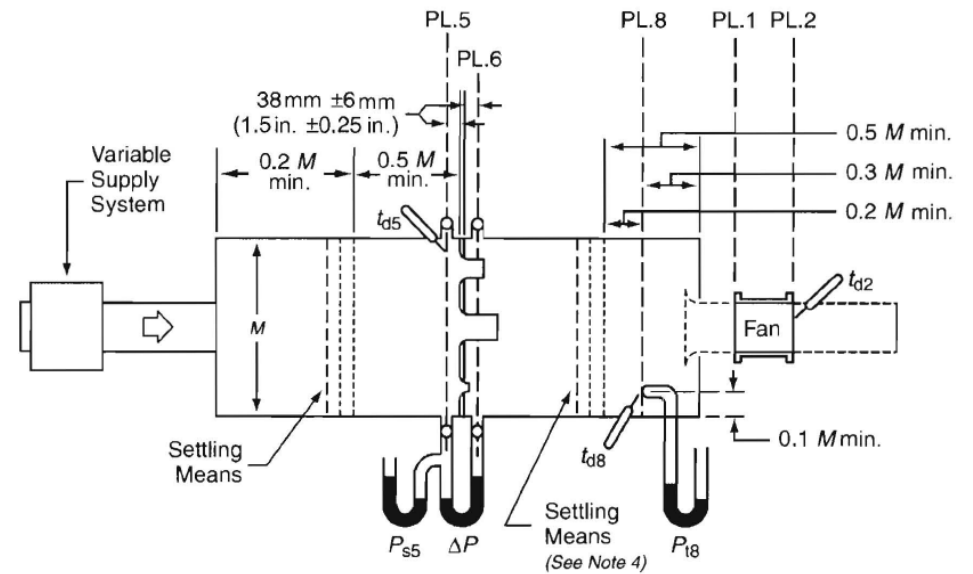 PL.5
PL.6
PL.8
PL.1
PL.2
38 mm ±6 mm
(1.5 in. ±0.25 in.)
0.5 M min.
0.3 M min.
0.2 M min.
Variable
Supply
System
0.2 M
min.
0.5 M
min.
td5
td2
M
Fan
Settling
Means
td8
0.1 M min.
Ps5
ΔP
Settling
Means
(See Note 4)
Pt8